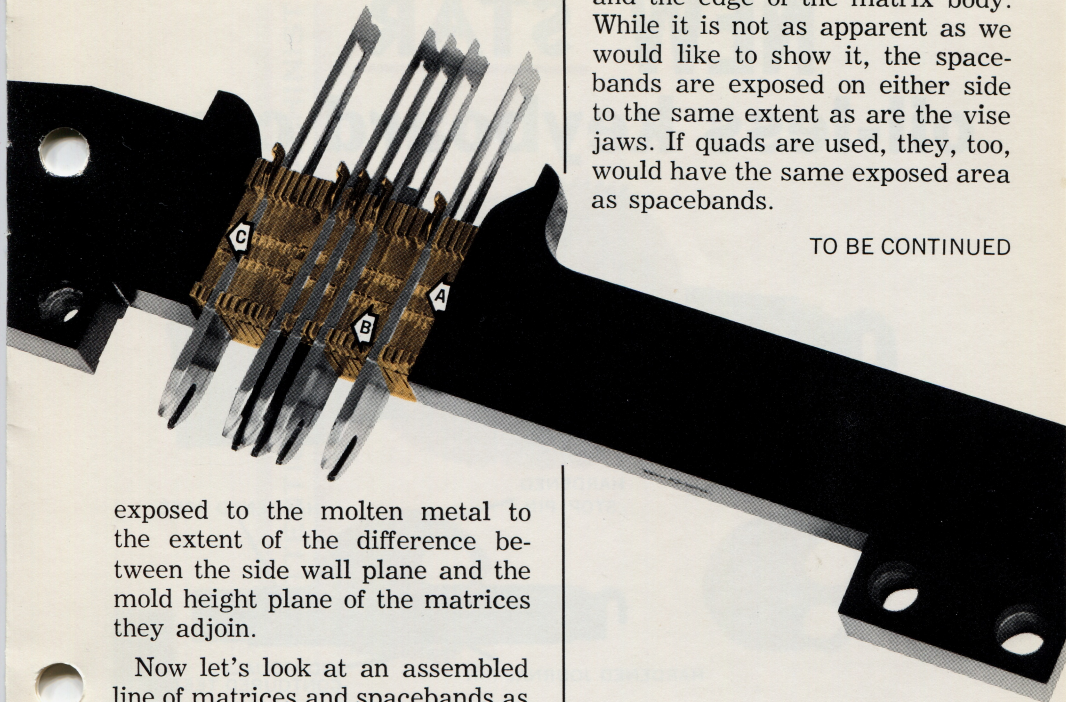 exposed to the molten metal to
the extent of the difference be-
tween the side wall plane and the
mold height plane of the matrices
they adjoin.
Now let's look at an assembled
line of matrices and spacebands as
and the edge of the matrix body.
While it is not as apparent as we
would like to show it, the space-
bands are exposed on either side
to the same extent as are the vise
jaws. If quads are used, they, too,
would have the same exposed area
as spacebands.
TO BE CONTINUED
C
A
B